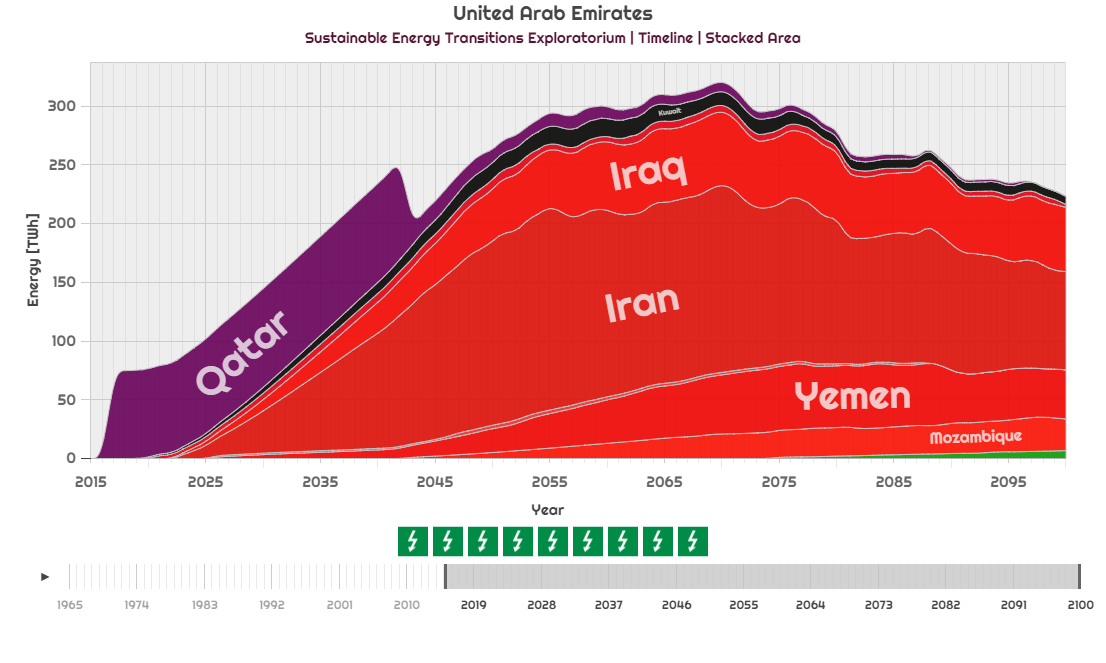 United Arab Emirates
Sustainable Energy Transitions Exploratorium | Timeline | Stacked Area
Energy [TWh]
300
250
200
150
100
50
0
Kuwait
Iraq
Qatar
Iran
Yemen
Mozambique
2015 2025 2035 2045 2055 2065 2075 2085 2095
Year
1965 1974 1983 1992 2001 2010 2019 2028 2037 2046 2055 2064 2073 2082 2091 2100